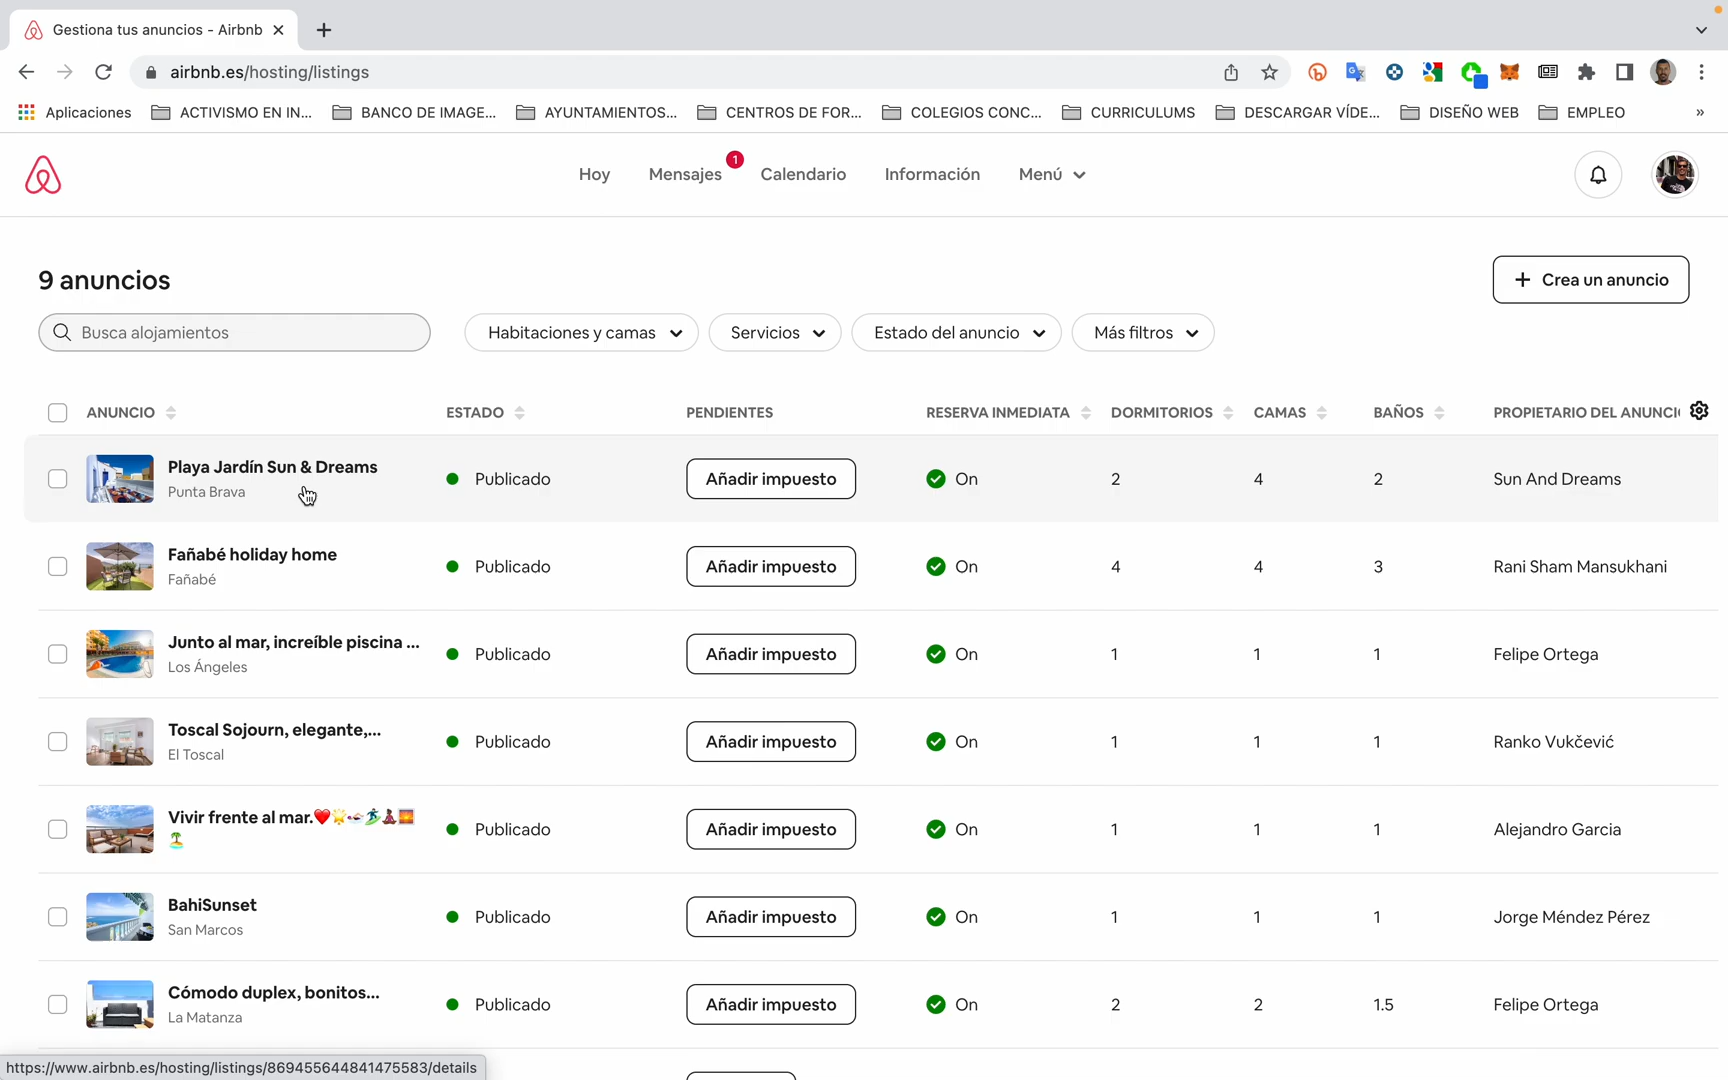 Gestiona tus anuncios - Airbnb
airbnb.es/hosting/listings
Aplicaciones ACTIVISMO EN IN... BANCO DE IMAGE... AYUNTAMIENTOS... CENTROS DE FOR... COLEGIOS CONC... CURRICULUMS DESCARGAR VÍDE... DISEÑO WEB EMPLEO »
Hoy Mensajes 1 Calendario Información Menú
9 anuncios
+ Crea un anuncio
Busca alojamientos Habitaciones y camas Servicios Estado del anuncio Más filtros
ANUNCIO ESTADO PENDIENTES RESERVA INMEDIATA DORMITORIOS CAMAS BAÑOS PROPIETARIO DEL ANUNCI
Playa Jardín Sun & Dreams
Punta Brava
Publicado Añadir impuesto On 2 4 2 Sun And Dreams
Fañabé holiday home
Fañabé
Publicado Añadir impuesto On 4 4 3 Rani Sham Mansukhani
Junto al mar, increíble piscina ...
Los Ángeles
Publicado Añadir impuesto On 1 1 1 Felipe Ortega
Toscal Sojourn, elegante,...
El Toscal
Publicado Añadir impuesto On 1 1 1 Ranko Vukčević
Vivir frente al mar.
Publicado Añadir impuesto On 1 1 1 Alejandro Garcia
BahiSunset
San Marcos
Publicado Añadir impuesto On 1 1 1 Jorge Méndez Pérez
Cómodo duplex, bonitos...
La Matanza
Publicado Añadir impuesto On 2 2 1.5 Felipe Ortega
https://www.airbnb.es/hosting/listings/869455644841475583/details